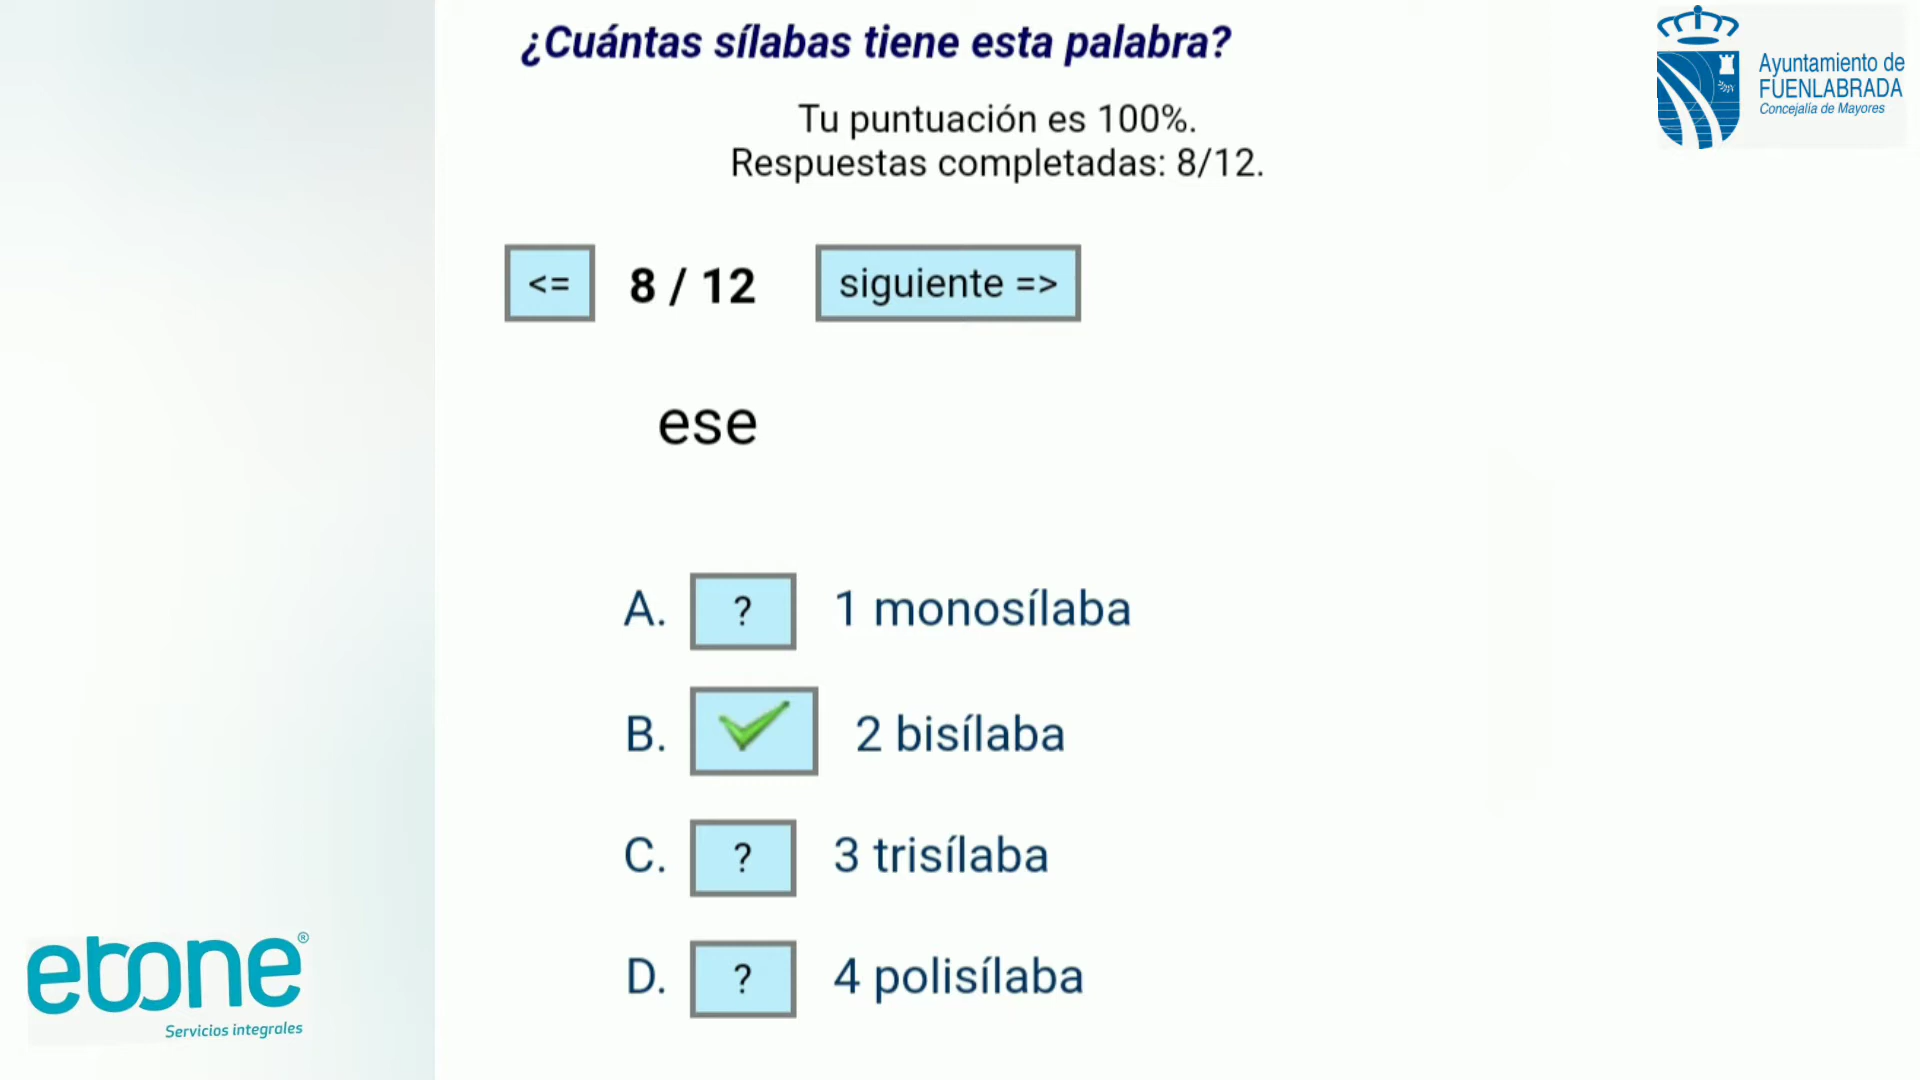 ¿Cuántas sílabas tiene esta palabra?
Tu puntuación es 100%.
Respuestas completadas: 8/12.
<= 8 / 12 siguiente =>
ese
A. ? 1 monosílaba
B. 2 bisílaba
C. ? 3 trisílaba
D. ? 4 polisílaba
Ayuntamiento de
FUENLABRADA
Concejalía de Mayores
ebone®
Servicios integrales